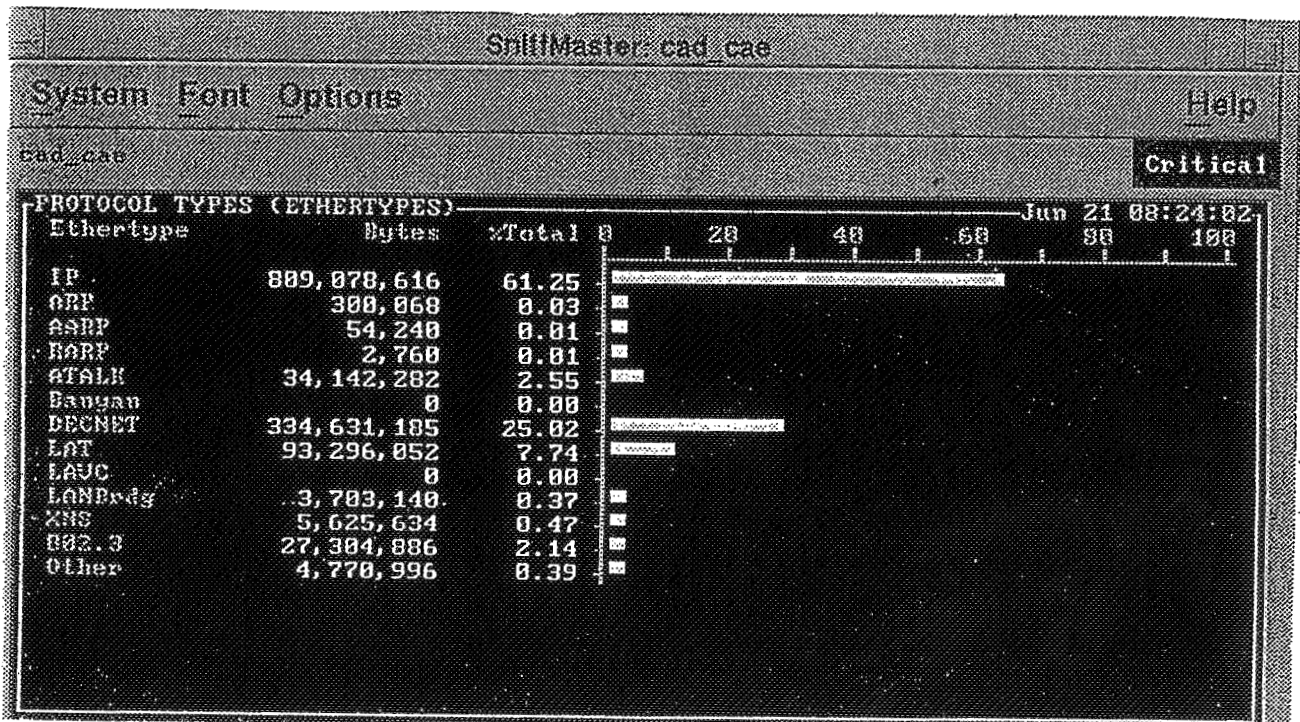 SniffMaster: cad_cae
System Font Options Help
cad_cae
Critical
PROTOCOL TYPES (ETHERTYPES) Jun 21 08:24:02
Ethertype Bytes %Total 0 20 40 60 80 100
IP 809,078,616 61.25
ARP 300,068 0.03
AARP 54,240 0.01
RARP 2,760 0.01
ATALK 34,142,282 2.55
Banyan 0 0.00
DECNET 334,631,185 25.02
LAT 93,296,052 7.74
LAVC 0 0.00
LANBrdg 3,703,140 0.37
XNS 5,625,634 0.47
802.3 27,304,886 2.14
Other 4,770,996 0.39